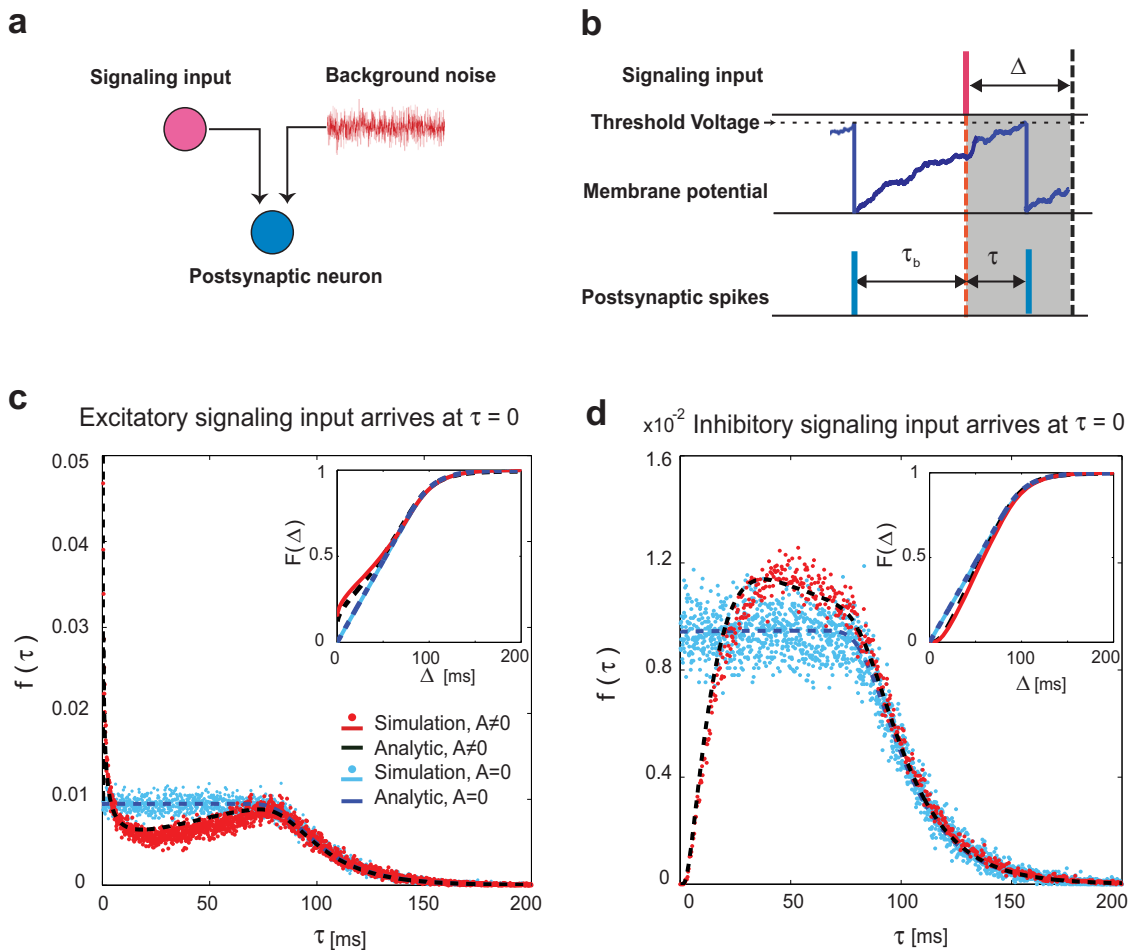 a
Signaling input
Background noise
Postsynaptic neuron
b
Signaling input
Δ
Threshold Voltage
Membrane potential
τb
τ
Postsynaptic spikes
c
Excitatory signaling input arrives at τ = 0
0.05
0.04
0.03
0.02
0.01
0
f (τ)
0
50
100
150
200
τ [ms]
1
0.5
0
F(Δ)
0
100
200
Δ [ms]
Simulation, A≠0
Analytic, A≠0
Simulation, A=0
Analytic, A=0
d
x10-2 Inhibitory signaling input arrives at τ = 0
1.6
1.2
0.8
0.4
0
f (τ)
0
50
100
150
200
τ [ms]
1
0.5
0
F(Δ)
0
100
200
Δ [ms]